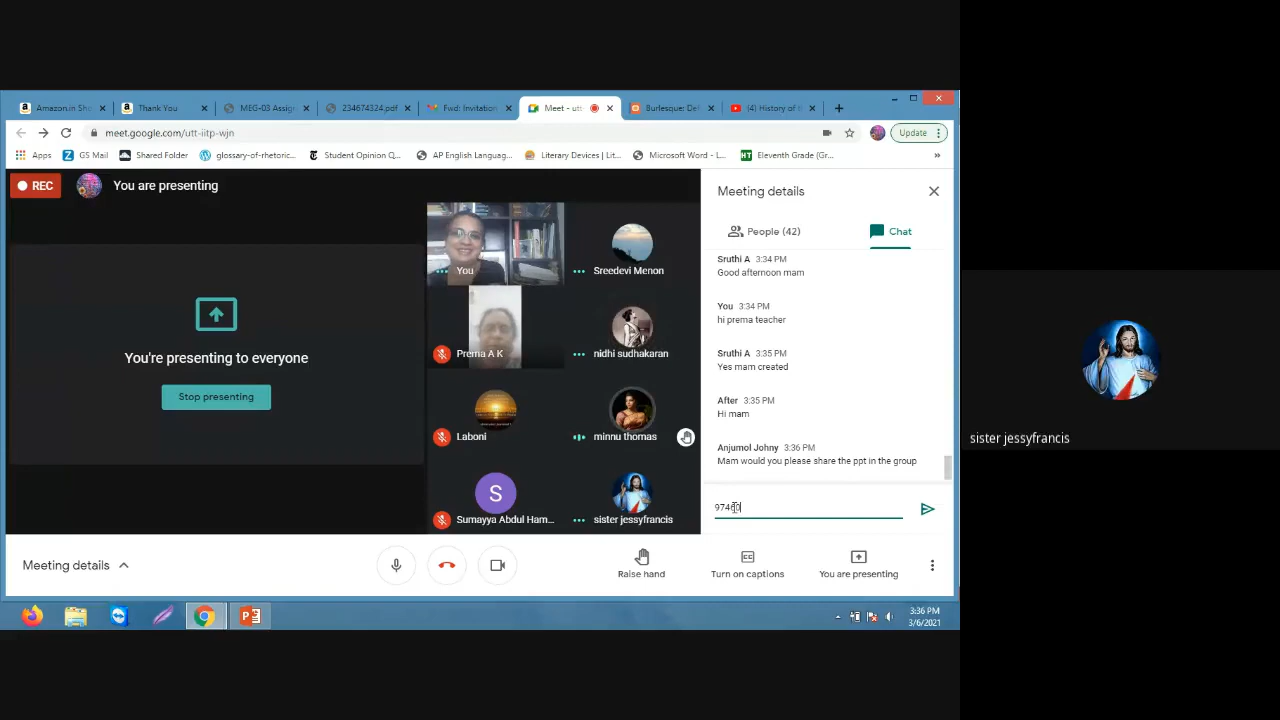 Amazon.in Sho
Thank You
MEG-03 Assig
234674324.pdf
Fwd: Invitation
Meet - utt-
Burlesque: Def
(4) History of t
meet.google.com/utt-iitp-wjn
Update
Apps
GS Mail
Shared Folder
glossary-of-rhetoric...
Student Opinion Q...
AP English Languag...
Literary Devices | Lit...
Microsoft Word - L...
HT
Eleventh Grade (Gr...
REC
You are presenting
Meeting details
People (42)
Chat
Sruthi A 3:34 PM
Good afternoon mam
You 3:34 PM
hi prema teacher
Sruthi A 3:35 PM
Yes mam created
After 3:35 PM
Hi mam
Anjumol Johny 3:36 PM
Mam would you please share the ppt in the group
97460
You're presenting to everyone
Stop presenting
You
Sreedevi Menon
Prema A K
nidhi sudhakaran
Laboni
minnu thomas
S
Sumayya Abdul Ham...
sister jessyfrancis
Meeting details
Raise hand
Turn on captions
You are presenting
3:36 PM
3/6/2021
sister jessyfrancis